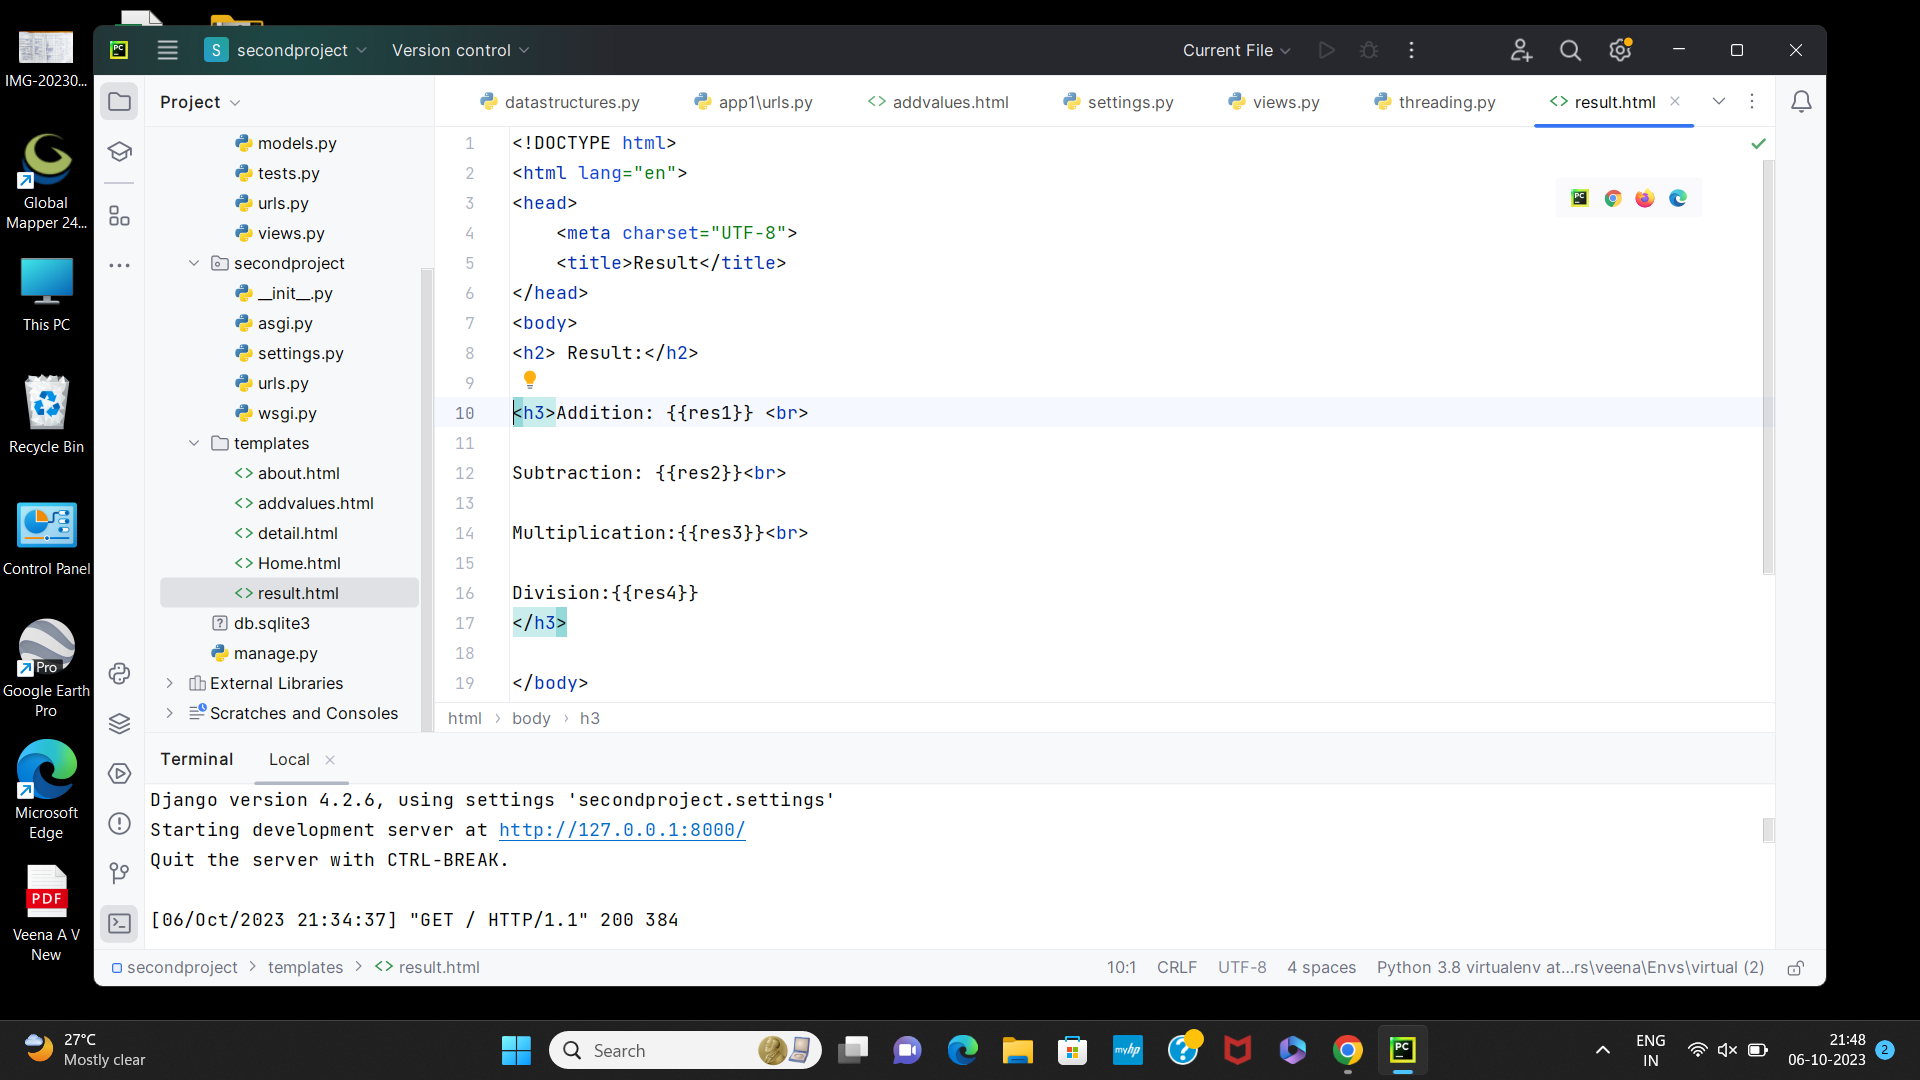 IMG-20230...
Global
Mapper 24...
This PC
Recycle Bin
Control Panel
Pro
Google Earth
Pro
Microsoft
Edge
PDF
Veena A V
New
PC
S secondproject
Version control
Current File
Project
datastructures.py
app1\urls.py
<> addvalues.html
settings.py
views.py
threading.py
<> result.html
models.py
tests.py
urls.py
views.py
secondproject
__init__.py
asgi.py
settings.py
urls.py
wsgi.py
templates
<> about.html
<> addvalues.html
<> detail.html
<> Home.html
<> result.html
? db.sqlite3
manage.py
External Libraries
Scratches and Consoles
1 <!DOCTYPE html>
2 <html lang="en">
3 <head>
4 <meta charset="UTF-8">
5 <title>Result</title>
6 </head>
7 <body>
8 <h2> Result:</h2>
9
10 <h3>Addition: {{res1}} <br>
11
12 Subtraction: {{res2}}<br>
13
14 Multiplication:{{res3}}<br>
15
16 Division:{{res4}}
17 </h3>
18
19 </body>
PC
html > body > h3
Terminal
Local
Django version 4.2.6, using settings 'secondproject.settings'
Starting development server at http://127.0.0.1:8000/
Quit the server with CTRL-BREAK.
[06/Oct/2023 21:34:37] "GET / HTTP/1.1" 200 384
secondproject > templates > <> result.html
10:1 CRLF UTF-8 4 spaces Python 3.8 virtualenv at...rs\veena\Envs\virtual (2)
27°C
Mostly clear
Search
myhp
?
PC
ENG
IN
21:48
06-10-2023
2